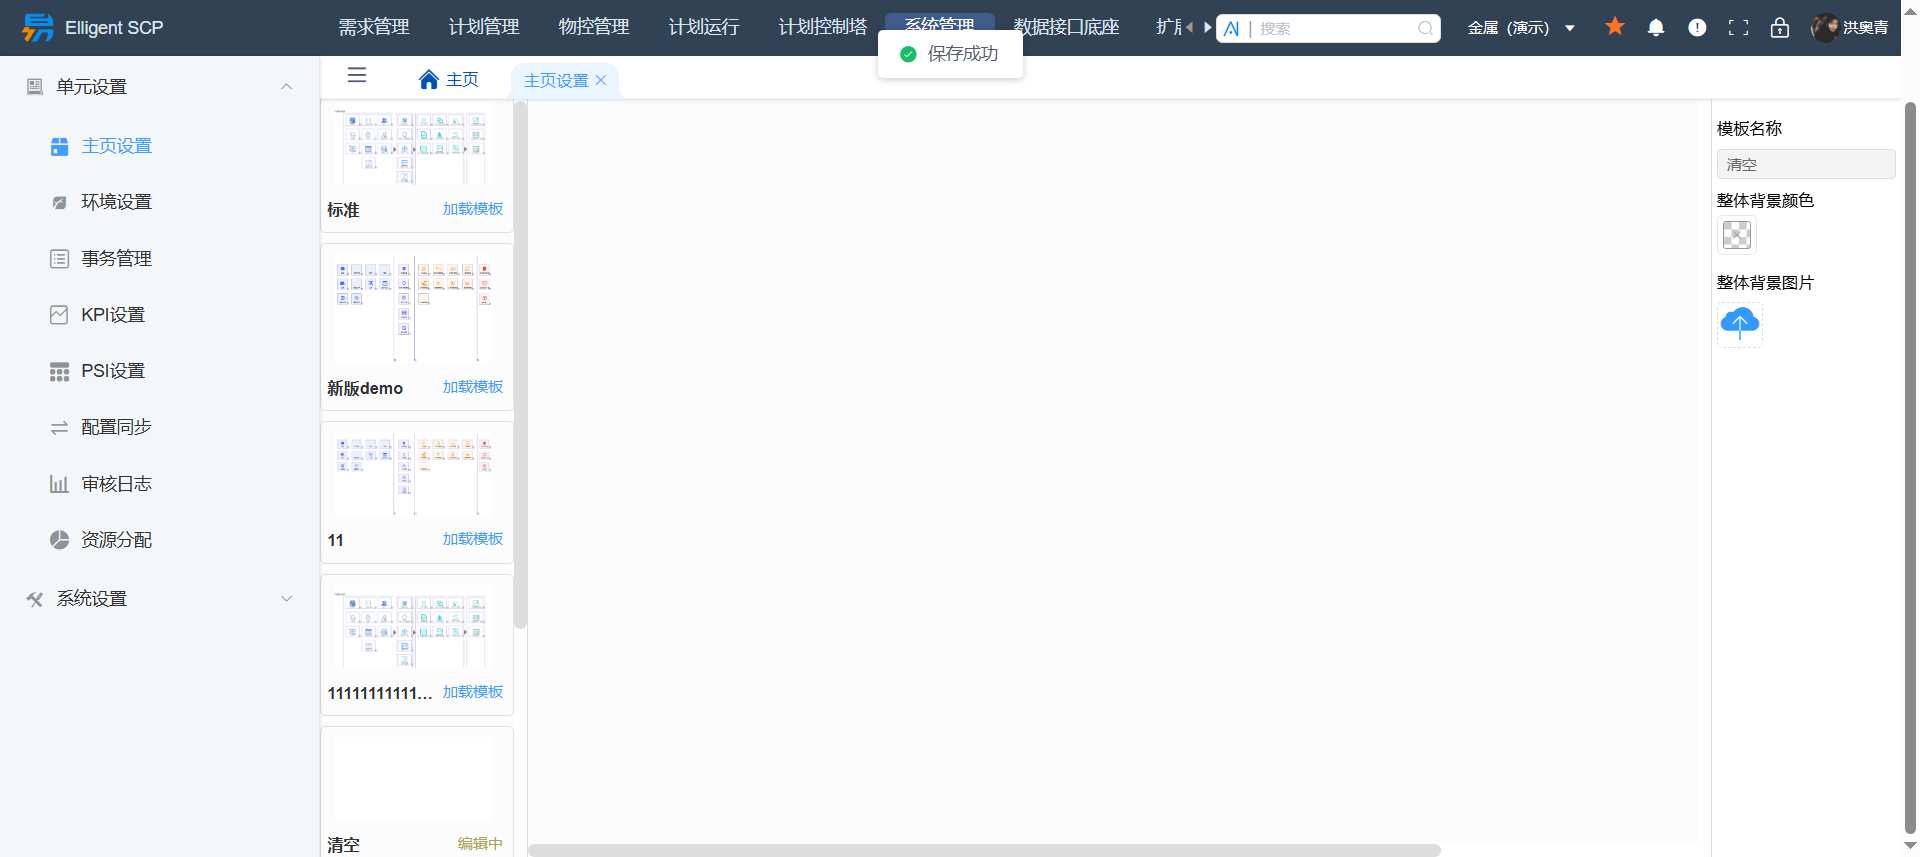 Elligent SCP
需求管理
计划管理
物控管理
计划运行
计划控制塔
系统管理
数据接口底座
扩展
搜索
金属（演示）
洪奥青
保存成功
单元设置
主页设置
环境设置
事务管理
KPI设置
PSI设置
配置同步
审核日志
资源分配
系统设置
主页
主页设置
标准 加载模板
新版demo 加载模板
11 加载模板
11111111111... 加载模板
清空 编辑中
模板名称
清空
整体背景颜色
整体背景图片